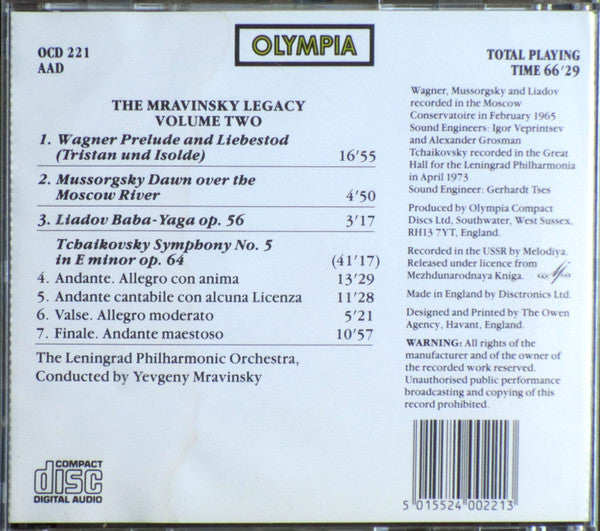 OCD 221
AAD
OLYMPIA
TOTAL PLAYING
TIME 66'29
THE MRAVINSKY LEGACY
VOLUME TWO
1. Wagner Prelude and Liebestod
(Tristan und Isolde) 16'55
2. Mussorgsky Dawn over the
Moscow River 4'50
3. Liadov Baba-Yaga op. 56 3'17
Tchaikovsky Symphony No. 5
in E minor op. 64 (41'17)
4. Andante. Allegro con anima 13'29
5. Andante cantabile con alcuna Licenza 11'28
6. Valse. Allegro moderato 5'21
7. Finale. Andante maestoso 10'57
The Leningrad Philharmonic Orchestra,
Conducted by Yevgeny Mravinsky
Wagner, Mussorgsky and Liadov
recorded in the Moscow
Conservatoire in February 1965
Sound Engineers: Igor Veprintsev
and Alexander Grosman
Tchaikovsky recorded in the Great
Hall for the Leningrad Philharmonia
in April 1973
Sound Engineer: Gerhardt Tses
Produced by Olympia Compact
Discs Ltd, Southwater, West Sussex,
RH13 7YT, England.
Recorded in the USSR by Melodiya.
Released under licence from
Mezhdunarodnaya Kniga.
Made in England by Disctronics Ltd.
Designed and Printed by The Owen
Agency, Havant, England.
WARNING: All rights of the
manufacturer and of the owner of
the recorded work reserved.
Unauthorised public performance
broadcasting and copying of this
record prohibited.
COMPACT
disc
DIGITAL AUDIO
5 015524 002213